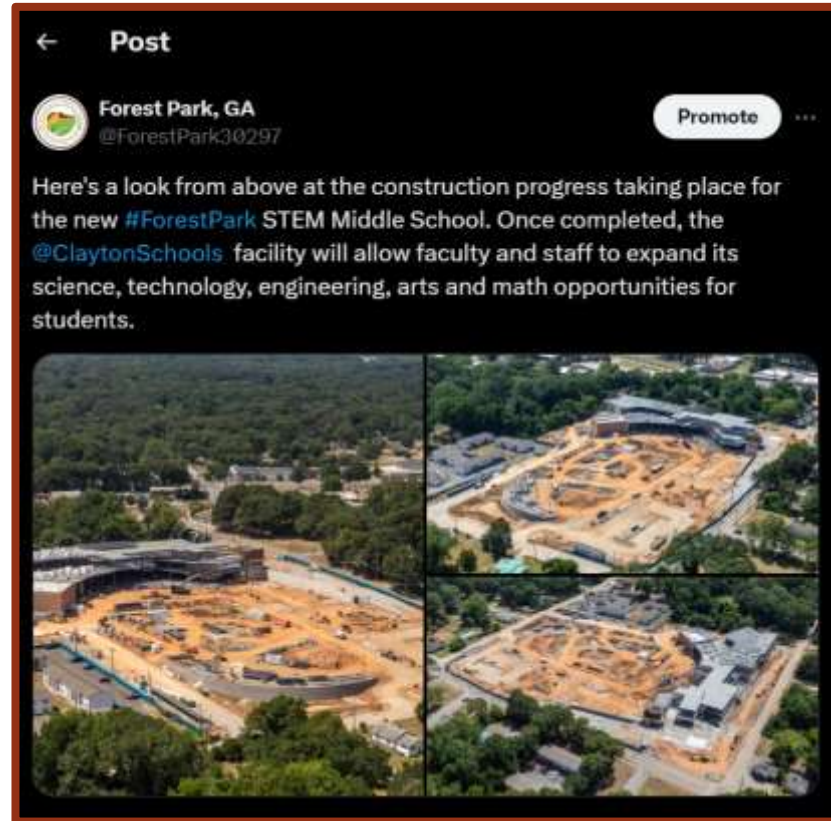 Post
Forest Park, GA
@ForestPark30297
Promote
Here's a look from above at the construction progress taking place for
the new #ForestPark STEM Middle School. Once completed, the
@ClaytonSchools facility will allow faculty and staff to expand its
science, technology, engineering, arts and math opportunities for
students.